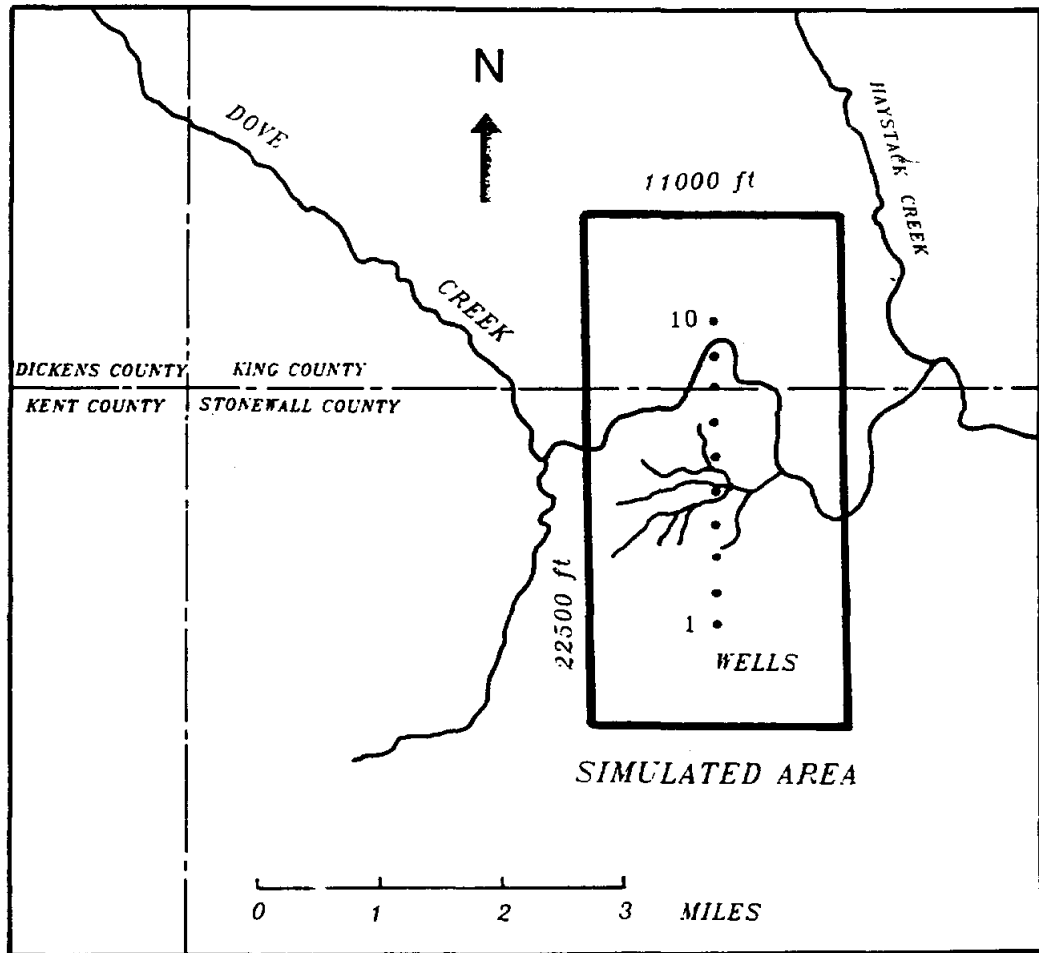 N
DOVE
CREEK
HAYSTACK CREEK
11000 ft
10
DICKENS COUNTY
KING COUNTY
KENT COUNTY
STONEWALL COUNTY
22500 ft
1
WELLS
SIMULATED AREA
0 1 2 3 MILES